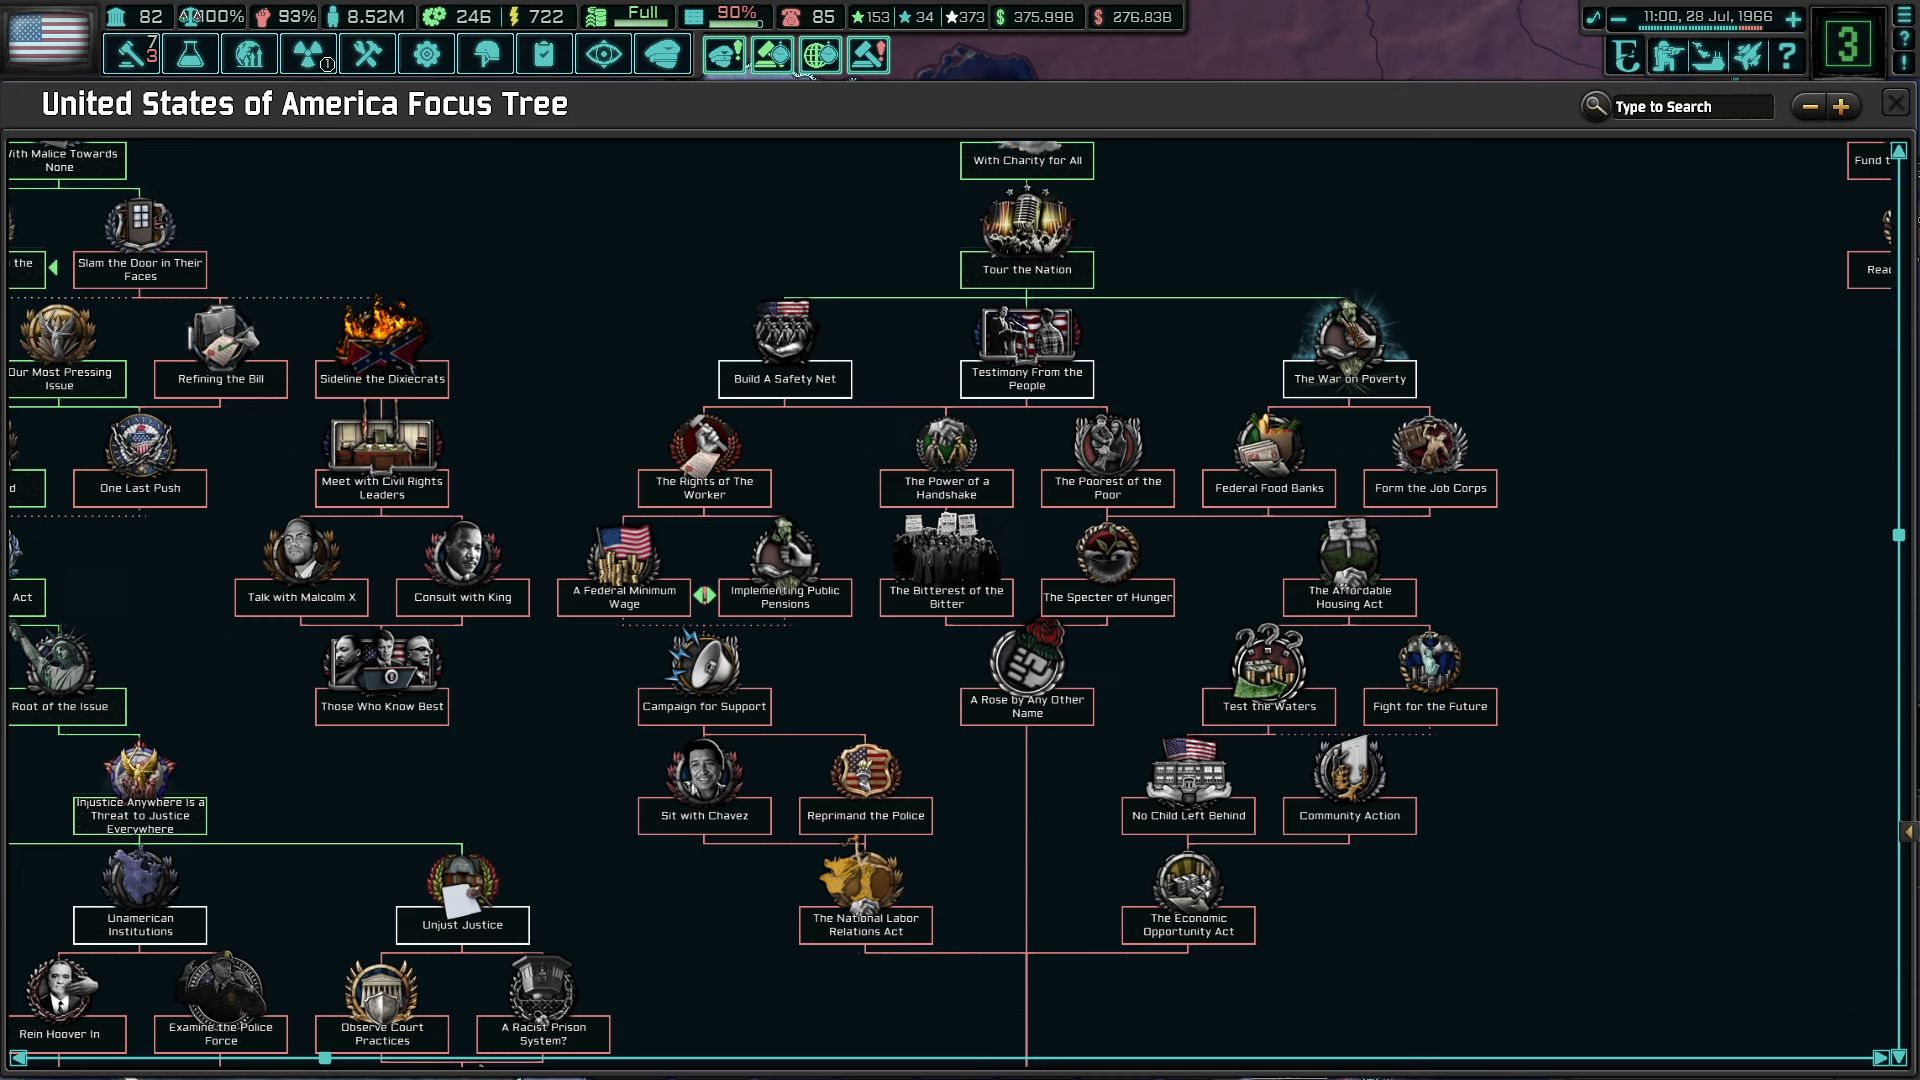 82
100%
93%
8.52M
246
722
Full
90%
85
153
34
373
$ 375.99B
$ 276.83B
11:00, 28 Jul, 1966
7
3
1
3
United States of America Focus Tree
Type to Search
With Malice Towards
None
With Charity for All
Fund t
the
Slam the Door in Their
Faces
Tour the Nation
Reac
Our Most Pressing
Issue
Refining the Bill
Sideline the Dixiecrats
Build A Safety Net
Testimony From the
People
The War on Poverty
d
One Last Push
Meet with Civil Rights
Leaders
The Rights of The
Worker
The Power of a
Handshake
The Poorest of the
Poor
Federal Food Banks
Form the Job Corps
Act
Talk with Malcolm X
Consult with King
A Federal Minimum
Wage
Implementing Public
Pensions
The Bitterest of the
Bitter
The Specter of Hunger
The Affordable
Housing Act
Root of the Issue
Those Who Know Best
Campaign for Support
A Rose by Any Other
Name
???
Test the Waters
Fight for the Future
Injustice Anywhere Is a
Threat to Justice
Everywhere
Sit with Chavez
Reprimand the Police
No Child Left Behind
Community Action
Unamerican
Institutions
Unjust Justice
The National Labor
Relations Act
The Economic
Opportunity Act
Rein Hoover In
Examine the Police
Force
Observe Court
Practices
A Racist Prison
System?